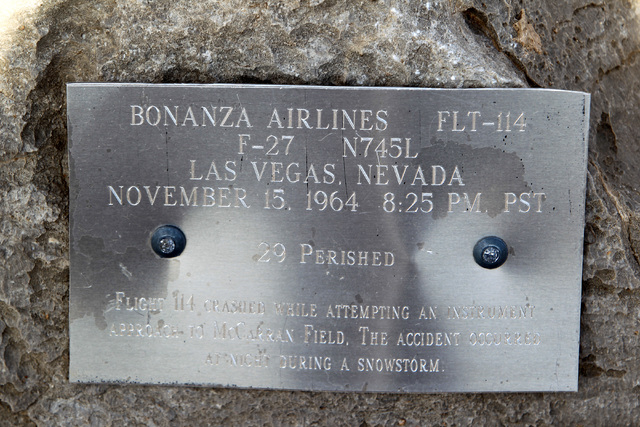 BONANZA AIRLINES FLT-114
F-27 N745L
LAS VEGAS, NEVADA
NOVEMBER 15, 1964 8:25 PM, PST
29 PERISHED
FLIGHT 114 CRASHED WHILE ATTEMPTING AN INSTRUMENT
APPROACH TO MCCARRAN FIELD, THE ACCIDENT OCCURRED
AT NIGHT DURING A SNOWSTORM.